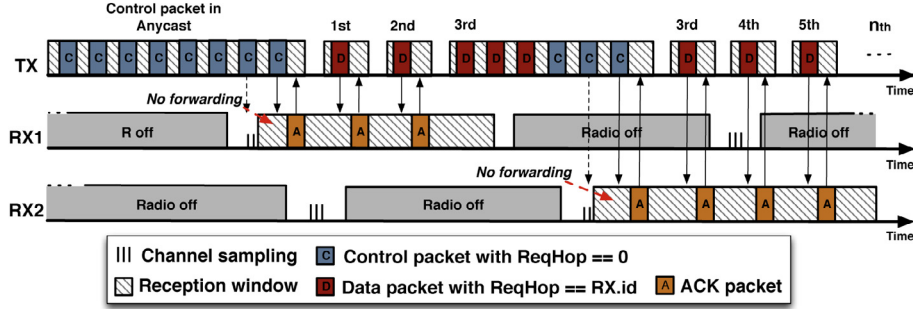 Control packet in
Anycast
1st 2nd 3rd 3rd 4th 5th nth
TX C C C C C C C C D D D D D C C C D D D
Time
No forwarding
RX1 R off A A A Radio off Radio off
Time
No forwarding
RX2 Radio off Radio off A A A A
Time
Channel sampling C Control packet with ReqHop == 0
Reception window D Data packet with ReqHop == RX.id A ACK packet